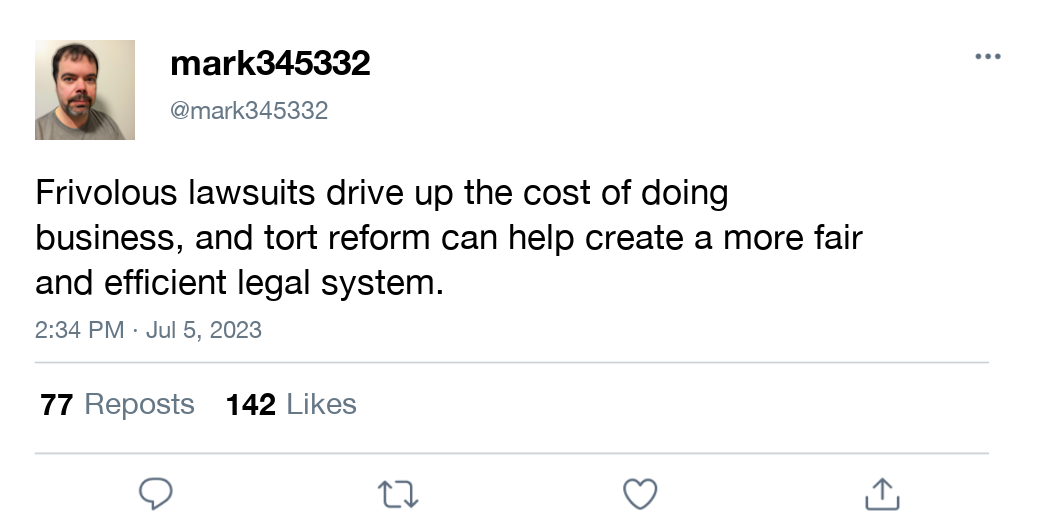 mark345332
@mark345332
Frivolous lawsuits drive up the cost of doing
business, and tort reform can help create a more fair
and efficient legal system.
2:34 PM · Jul 5, 2023
77 Reposts 142 Likes